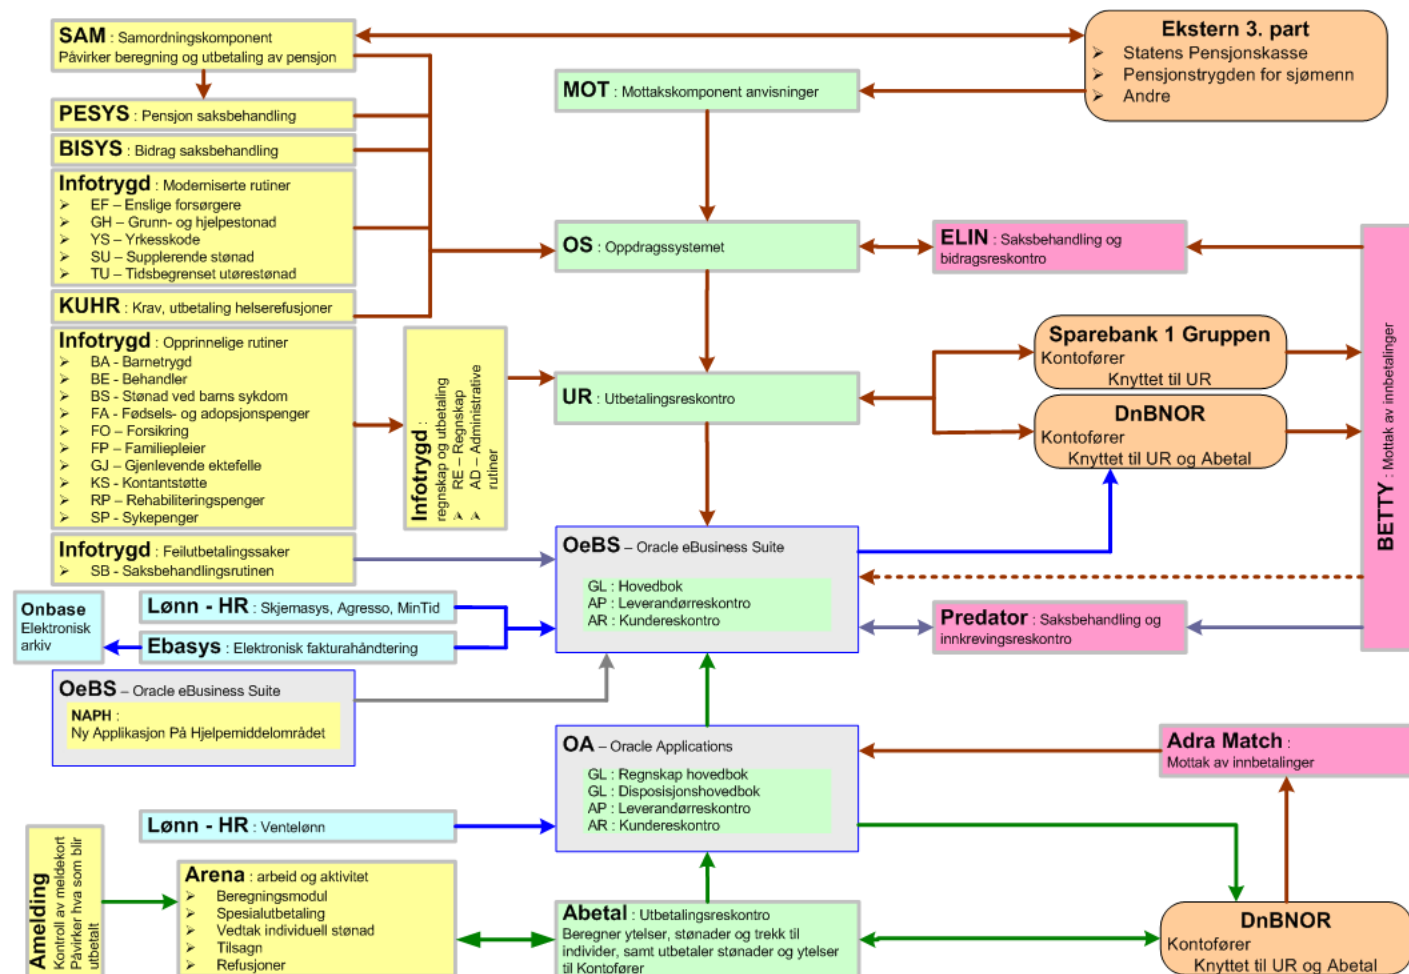 SAM : Samordningskomponent
Påvirker beregning og utbetaling av pensjon
Ekstern 3. part
➢ Statens Pensjonskasse
➢ Pensjonstrygden for sjømenn
➢ Andre
MOT : Mottakskomponent anvisninger
PESYS : Pensjon saksbehandling
BISYS : Bidrag saksbehandling
Infotrygd : Moderniserte rutiner
➢ EF – Enslige forsørgere
➢ GH – Grunn- og hjelpestonad
➢ YS – Yrkesskode
➢ SU – Supplerende stønad
➢ TU – Tidsbegrenset utørestønad
OS : Oppdragssystemet
ELIN : Saksbehandling og
bidragsreskontro
KUHR : Krav, utbetaling helserefusjoner
Infotrygd : Opprinnelige rutiner
➢ BA - Barnetrygd
➢ BE - Behandler
➢ BS - Stønad ved barns sykdom
➢ FA - Fødsels- og adopsjonspenger
➢ FO - Forsikring
➢ FP – Familiepleier
➢ GJ – Gjenlevende ektefelle
➢ KS - Kontantstøtte
➢ RP – Rehabiliteringspenger
➢ SP - Sykepenger
Infotrygd :
regnskap og utbetaling
➢ RE – Regnskap
➢ AD – Administrative
rutiner
UR : Utbetalingsreskontro
Sparebank 1 Gruppen
Kontofører
Knyttet til UR
DnBNOR
Kontofører
Knyttet til UR og Abetal
BETTY : Mottak av innbetalinger
Infotrygd : Feilutbetalingssaker
➢ SB - Saksbehandlingsrutinen
OeBS – Oracle eBusiness Suite
GL : Hovedbok
AP : Leverandørreskontro
AR : Kundereskontro
Onbase
Elektronisk
arkiv
Lønn - HR : Skjemasys, Agresso, MinTid
Ebasys : Elektronisk fakturahåndtering
Predator : Saksbehandling og
innkrevingsreskontro
OeBS – Oracle eBusiness Suite
NAPH :
Ny Applikasjon På Hjelpemiddelområdet
OA – Oracle Applications
GL : Regnskap hovedbok
GL : Disposisjonshovedbok
AP : Leverandørreskontro
AR : Kundereskontro
Adra Match :
Mottak av innbetalinger
Lønn - HR : Ventelønn
Amelding
Kontroll av meldekort
Påvirker hva som blir
utbetalt
Arena : arbeid og aktivitet
➢ Beregningsmodul
➢ Spesialutbetaling
➢ Vedtak individuell stønad
➢ Tilsagn
➢ Refusjoner
Abetal : Utbetalingsreskontro
Beregner ytelser, stønader og trekk til
individer, samt utbetaler stønader og ytelser
til Kontofører
DnBNOR
Kontofører
Knyttet til UR og Abetal